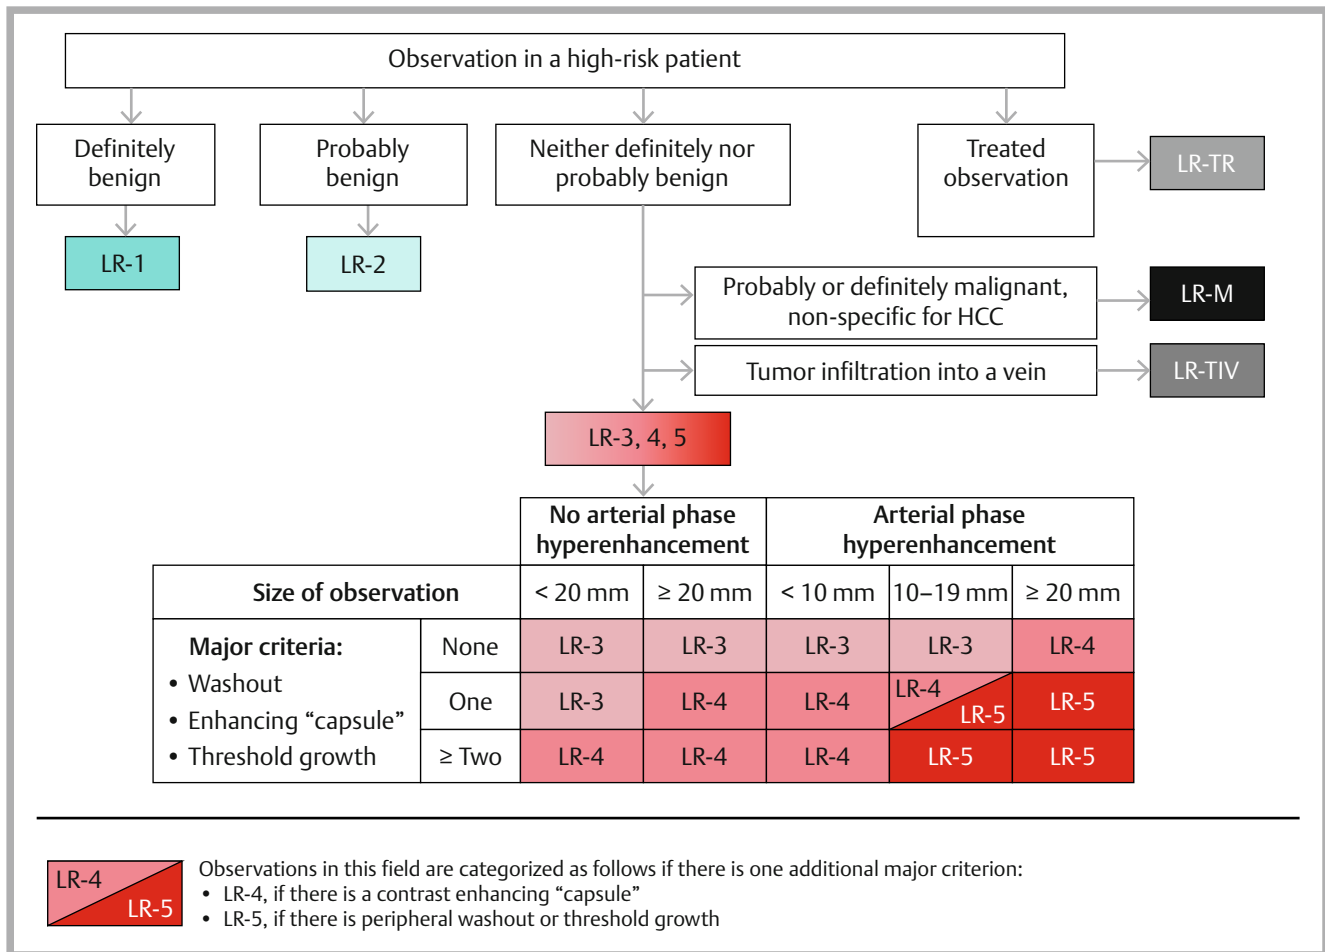 Observation in a high-risk patient
Definitely
benign
Probably
benign
Neither definitely nor
probably benign
Treated
observation
LR-TR
LR-1
LR-2
Probably or definitely malignant,
non-specific for HCC
LR-M
Tumor infiltration into a vein
LR-TIV
LR-3, 4, 5
No arterial phase
hyperenhancement
Arterial phase
hyperenhancement
Size of observation
< 20 mm
≥ 20 mm
< 10 mm
10–19 mm
≥ 20 mm
Major criteria:
• Washout
• Enhancing “capsule”
• Threshold growth
None
LR-3
LR-3
LR-3
LR-3
LR-4
One
LR-3
LR-4
LR-4
LR-4
LR-5
LR-5
≥ Two
LR-4
LR-4
LR-4
LR-5
LR-5
LR-4
LR-5
Observations in this field are categorized as follows if there is one additional major criterion:
• LR-4, if there is a contrast enhancing “capsule”
• LR-5, if there is peripheral washout or threshold growth